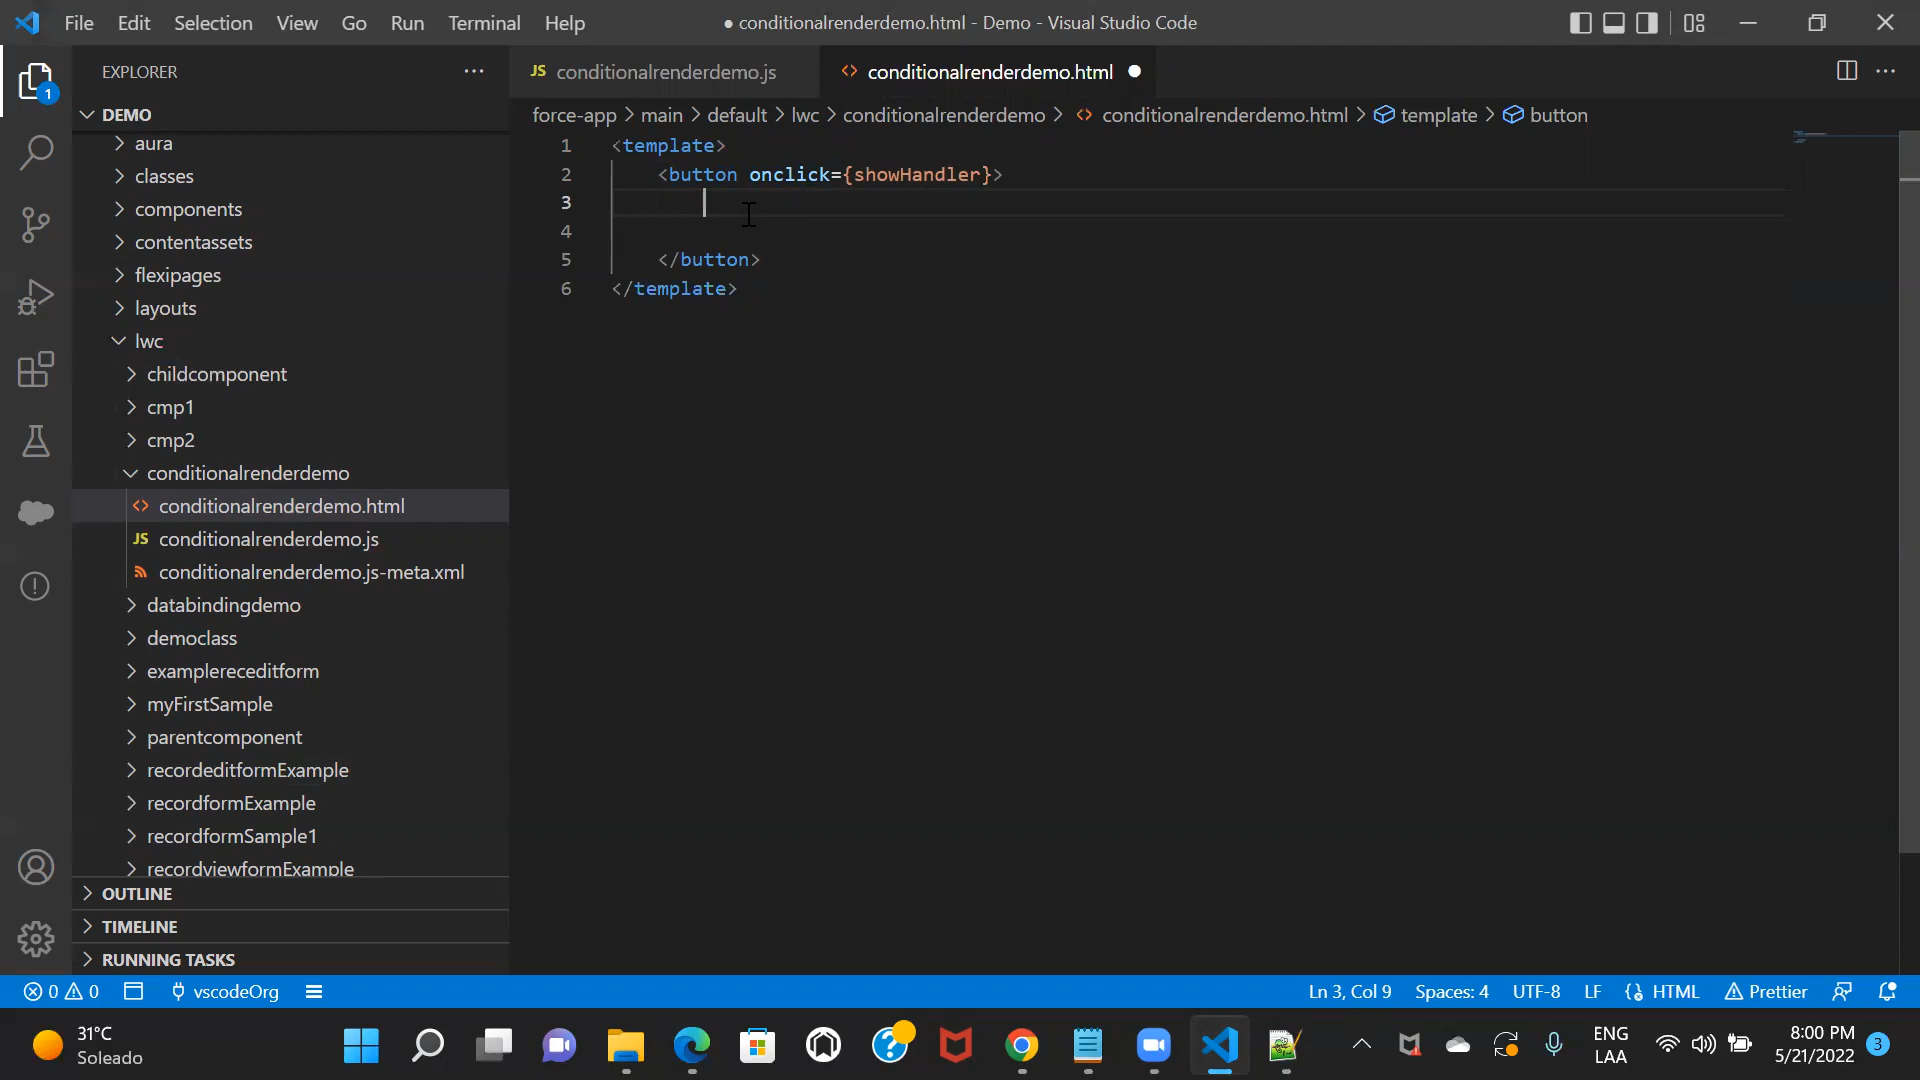 File Edit Selection View Go Run Terminal Help ● conditionalrenderdemo.html - Demo - Visual Studio Code
EXPLORER
JS conditionalrenderdemo.js
<> conditionalrenderdemo.html
1
DEMO
force-app > main > default > lwc > conditionalrenderdemo > <> conditionalrenderdemo.html > template > button
aura
classes
components
contentassets
flexipages
layouts
lwc
childcomponent
cmp1
cmp2
conditionalrenderdemo
<> conditionalrenderdemo.html
JS conditionalrenderdemo.js
conditionalrenderdemo.js-meta.xml
databindingdemo
democlass
examplereceditform
myFirstSample
parentcomponent
recordeditformExample
recordformExample
recordformSample1
recordviewformExample
OUTLINE
TIMELINE
RUNNING TASKS
1 <template>
2 <button onclick={showHandler}>
3
4
5 </button>
6 </template>
0 0 vscodeOrg Ln 3, Col 9 Spaces: 4 UTF-8 LF HTML Prettier
31°C
Soleado
ENG
LAA
8:00 PM
5/21/2022
3